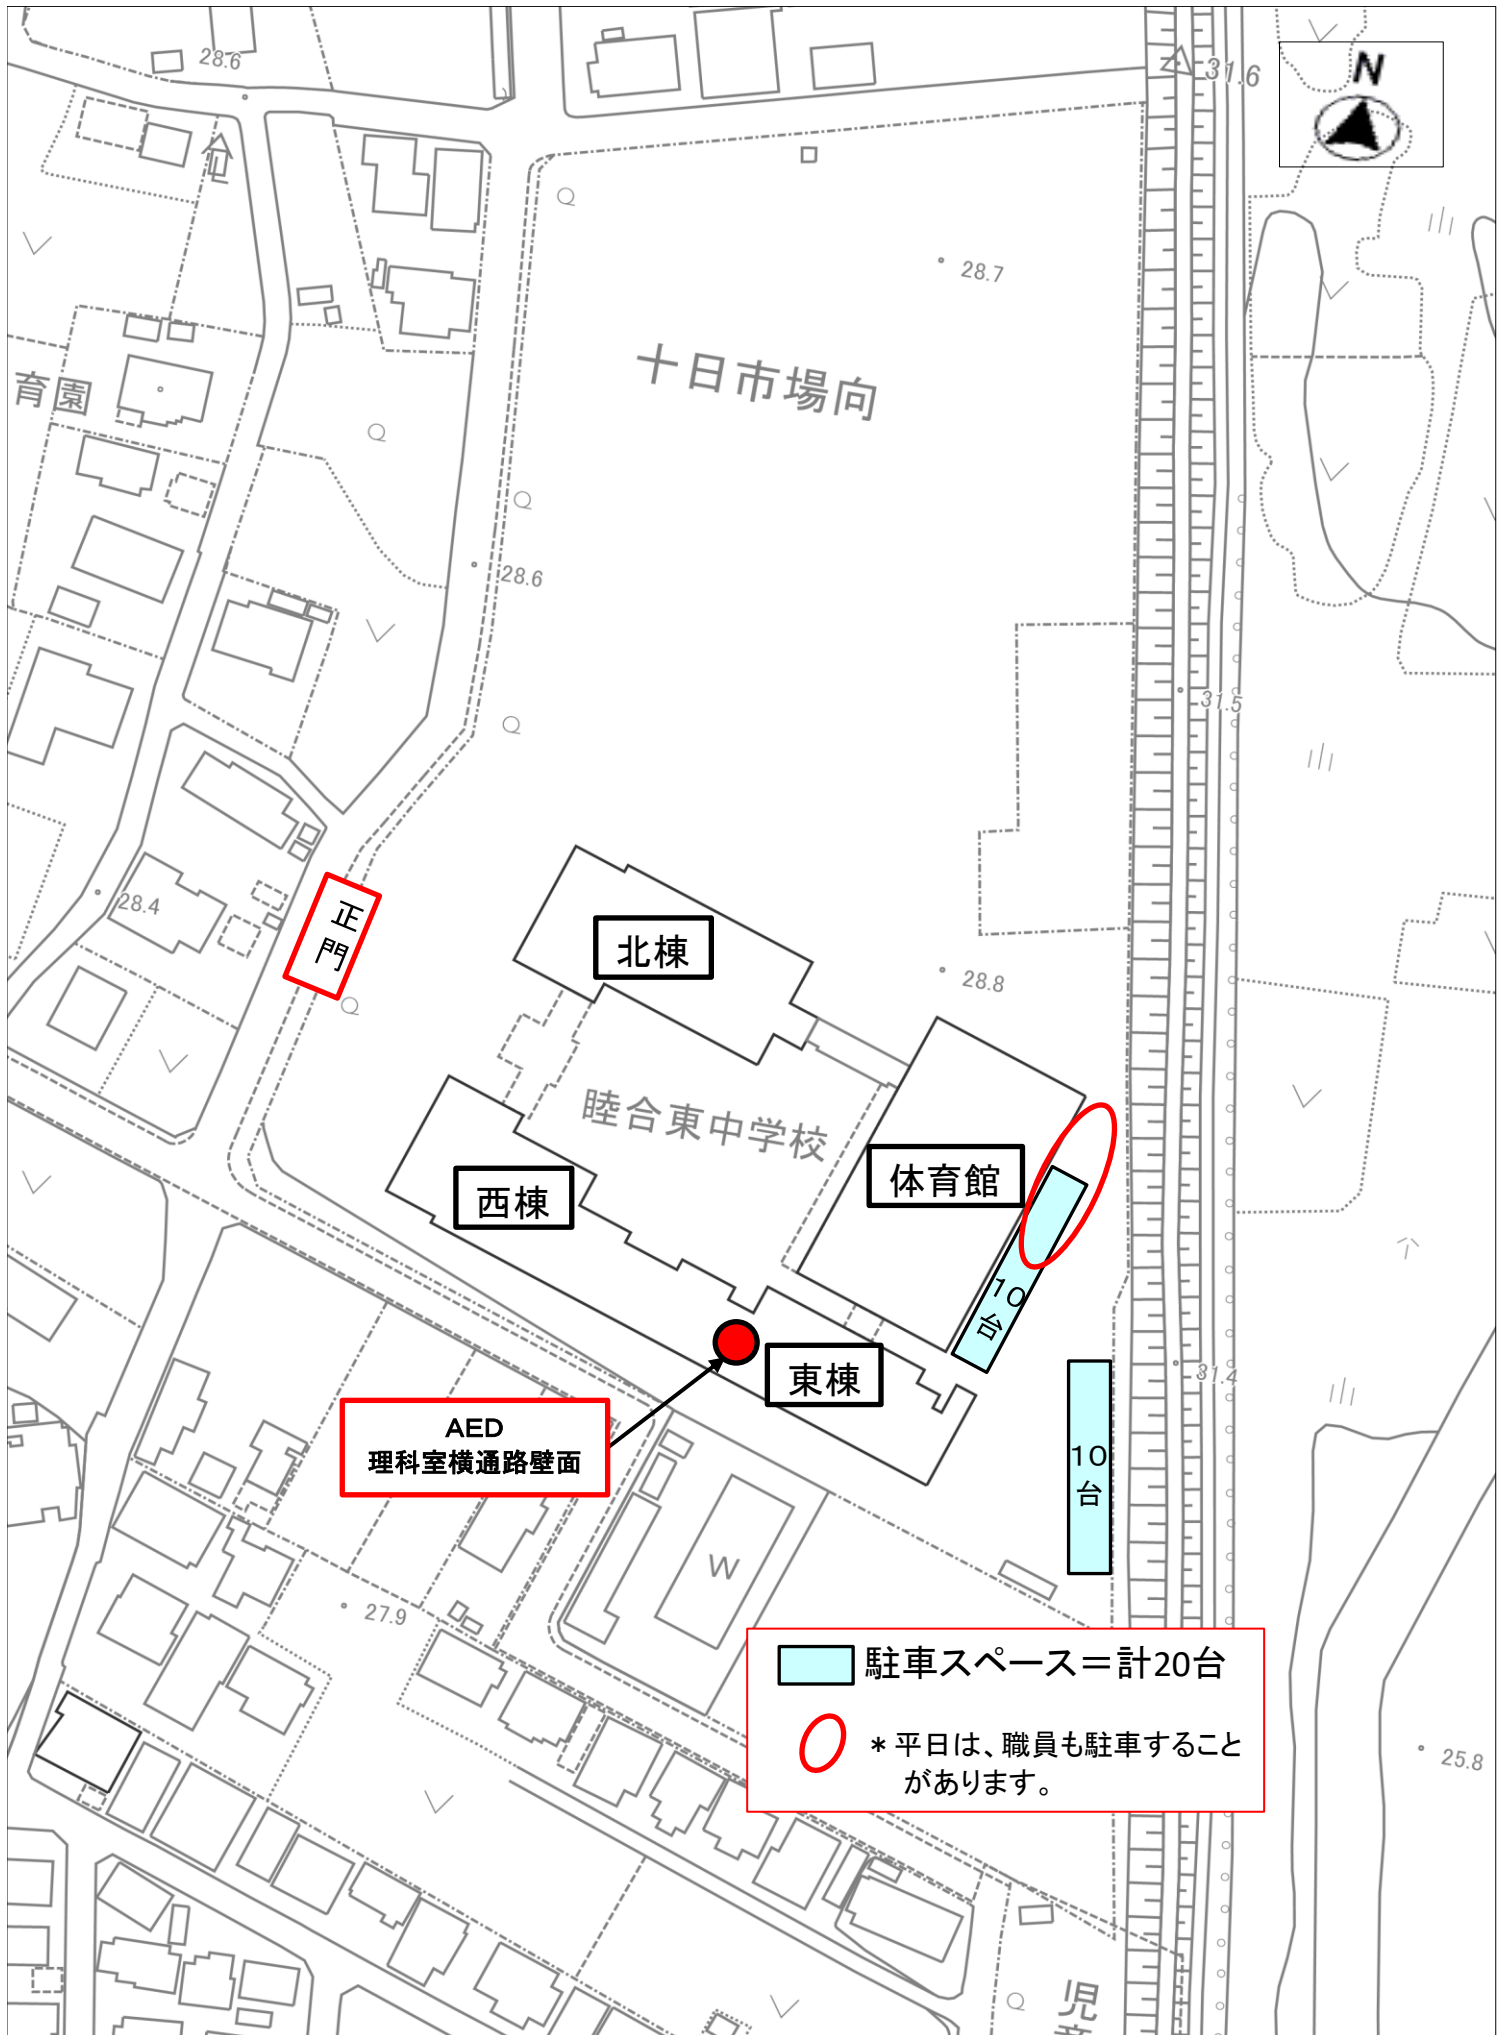 28.6
31.6
N
28.7
十日市場向
育園
28.6
31.5
28.4
正門
北棟
28.8
睦合東中学校
体育館
西棟
10台
東棟
31.4
AED
理科室横通路壁面
10
台
W
27.9
駐車スペース＝計20台
＊平日は、職員も駐車すること
があります。
25.8
児